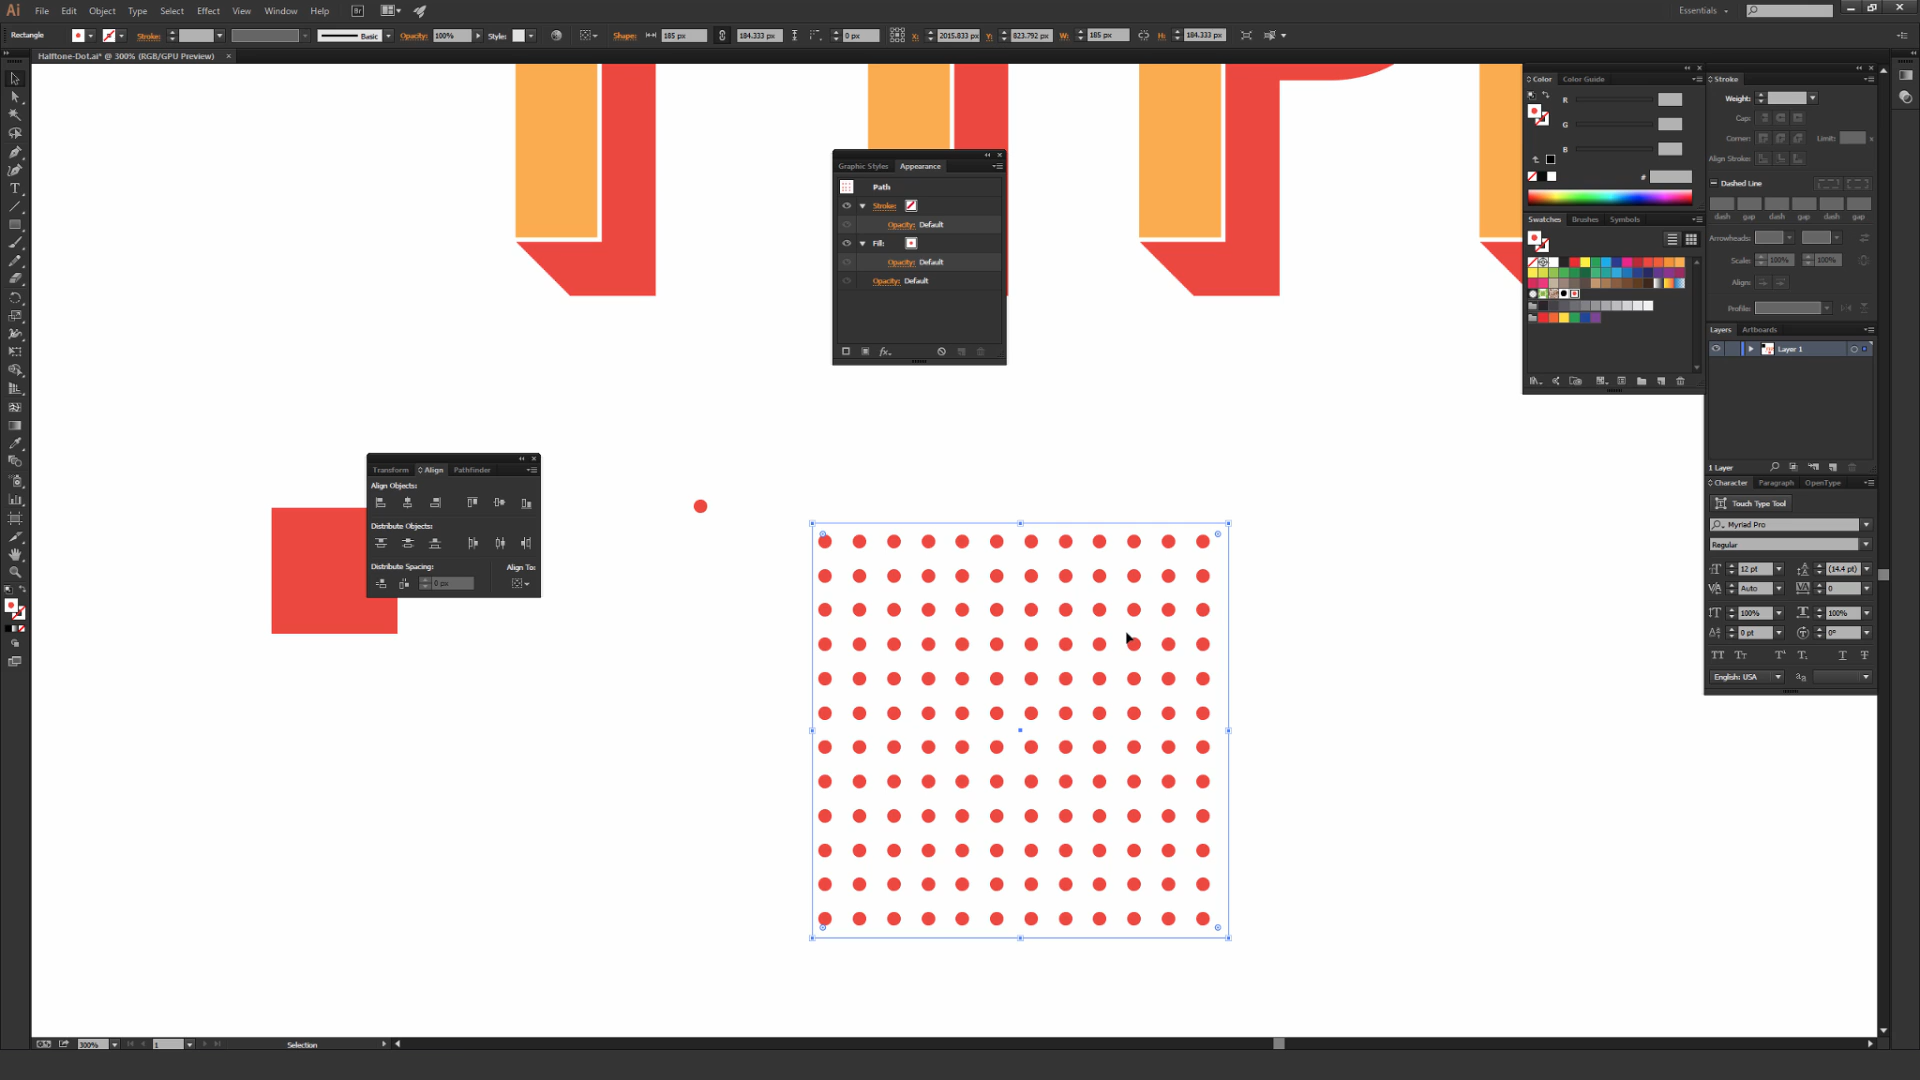 Ai File Edit Object Type Select Effect View Window Help Br Essentials
Rectangle Stroke: Basic Opacity: 100% Style: Shape: 185 px 184.333 px 0 px X: 2015.833 px Y: 823.792 px W: 185 px H: 184.333 px
Halftone-Dot.ai* @ 300% (RGB/GPU Preview) ×
Graphic Styles Appearance
Path
Stroke:
Opacity: Default
Fill:
Opacity: Default
Opacity: Default
fx.
Transform Align Pathfinder
Align Objects:
Distribute Objects:
Distribute Spacing: Align To:
0 px
Color Color Guide
R
G
B
#
Swatches Brushes Symbols
Stroke
Weight:
Cap:
Corner: Limit: x
Align Stroke:
Dashed Line
dash gap dash gap dash gap
Arrowheads:
Scale: 100% 100%
Align:
Profile:
Layers Artboards
Layer 1
1 Layer
Character Paragraph OpenType
Touch Type Tool
Myriad Pro
Regular
12 pt (14.4 pt)
Auto 0
100% 100%
0 pt 0°
English: USA
300% 1 Selection